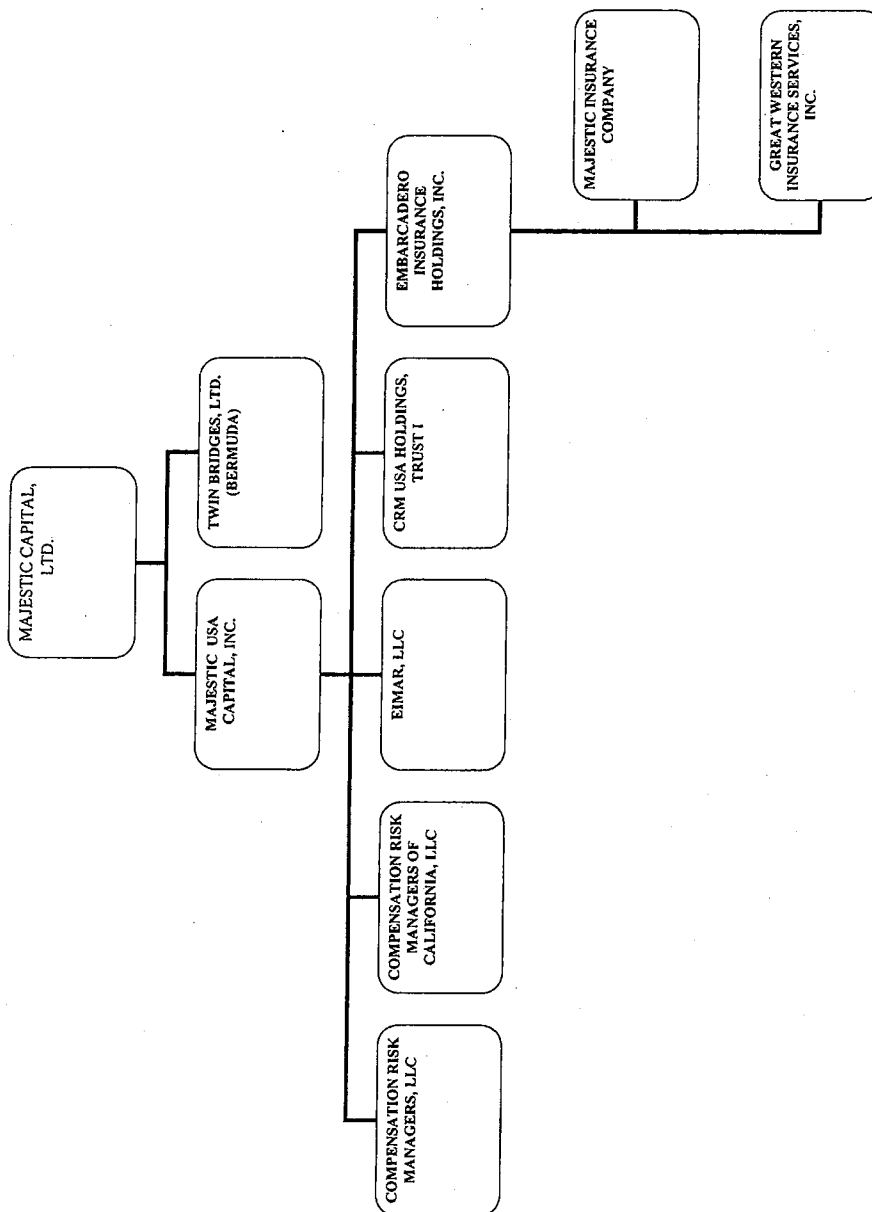 MAJESTIC CAPITAL,
LTD.
MAJESTIC USA
CAPITAL, INC.
TWIN BRIDGES, LTD.
(BERMUDA)
COMPENSATION RISK
MANAGERS, LLC
COMPENSATION RISK
MANAGERS OF
CALIFORNIA, LLC
EIMAR, LLC
CRM USA HOLDINGS,
TRUST I
EMBARCADERO
INSURANCE
HOLDINGS, INC.
MAJESTIC INSURANCE
COMPANY
GREAT WESTERN
INSURANCE SERVICES,
INC.